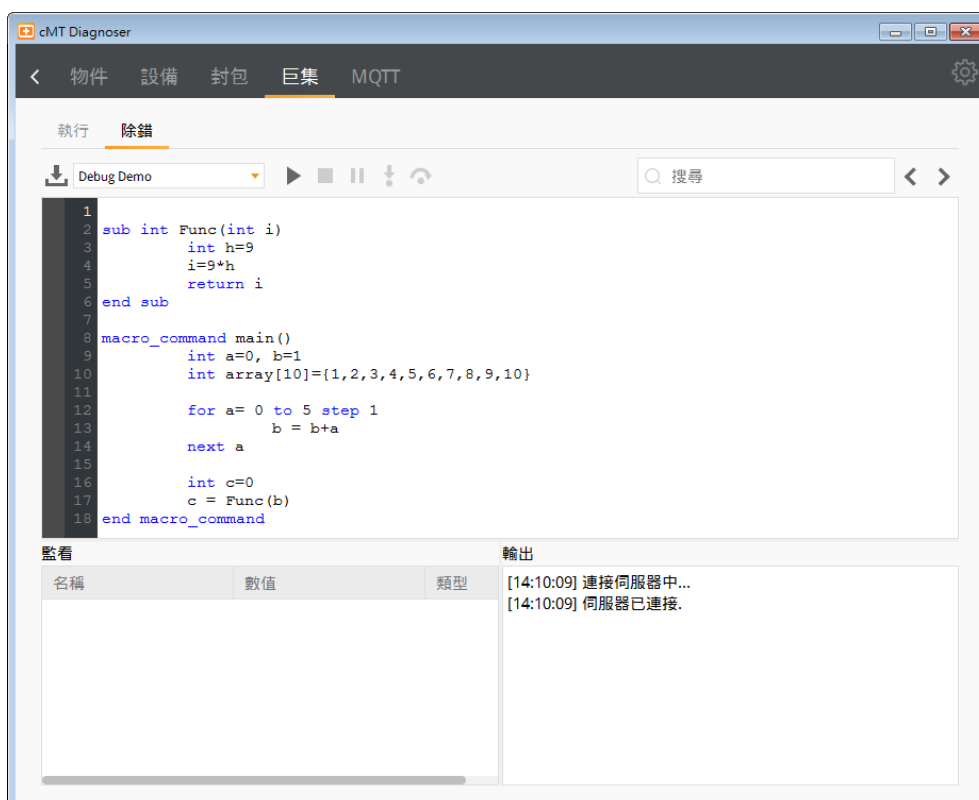 cMT Diagnoser
物件 設備 封包 巨集 MQTT
執行 除錯
Debug Demo 搜尋
1
2 sub int Func(int i)
3 int h=9
4 i=9*h
5 return i
6 end sub
7
8 macro_command main()
9 int a=0, b=1
10 int array[10]={1,2,3,4,5,6,7,8,9,10}
11
12 for a= 0 to 5 step 1
13 b = b+a
14 next a
15
16 int c=0
17 c = Func(b)
18 end macro_command
監看 輸出
名稱 數值 類型
[14:10:09] 連接伺服器中...
[14:10:09] 伺服器已連接.